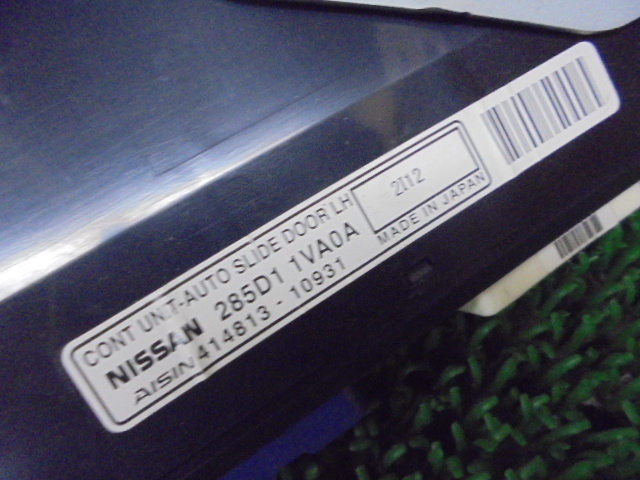 CONT UNIT-AUTO SLIDE DOOR LH
NISSAN 285D1 1VA0A
AISIN 414813-10931
2I12
MADE IN JAPAN